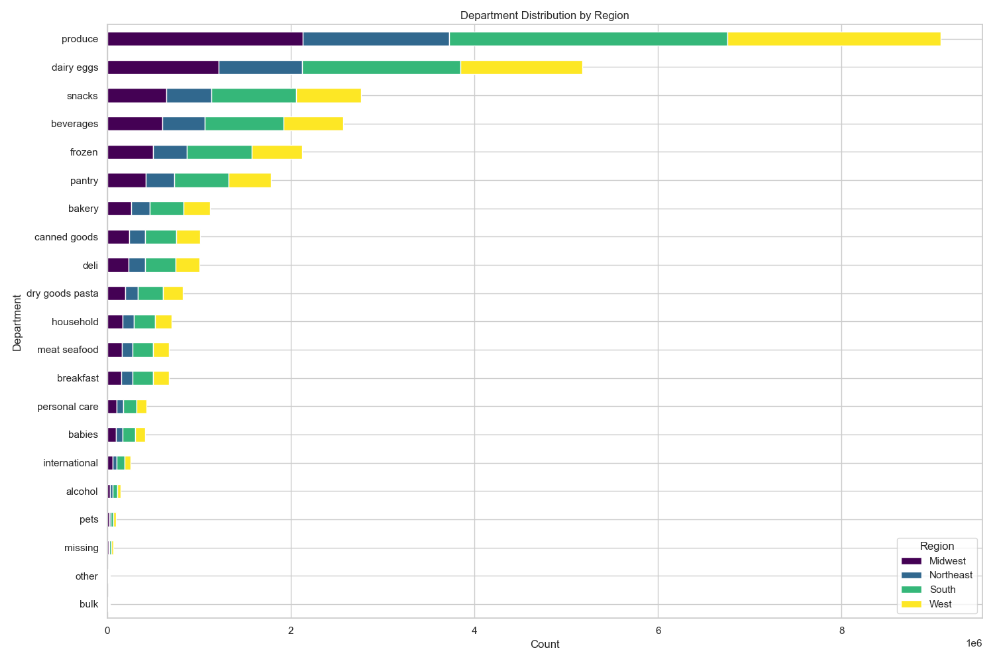 Department Distribution by Region
Department
produce
dairy eggs
snacks
beverages
frozen
pantry
bakery
canned goods
deli
dry goods pasta
household
meat seafood
breakfast
personal care
babies
international
alcohol
pets
missing
other
bulk
Region
Midwest
Northeast
South
West
0 2 4 6 8
1e6
Count